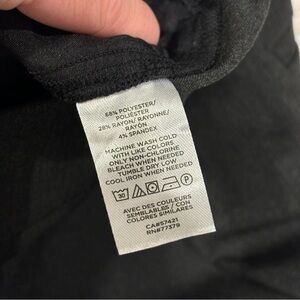 68% POLYESTER/
POLYESTER
28% RAYON/ RAYONNE/
RAYON
4% SPANDEX
MACHINE WASH COLD
WITH LIKE COLORS
ONLY NON-CHLORINE
BLEACH WHEN NEEDED
TUMBLE DRY LOW
COOL IRON WHEN NEEDED
30 P
AVEC DES COULEURS
SEMBLABLES / CON
COLORES SIMILARES
CA#57421
RN#77379